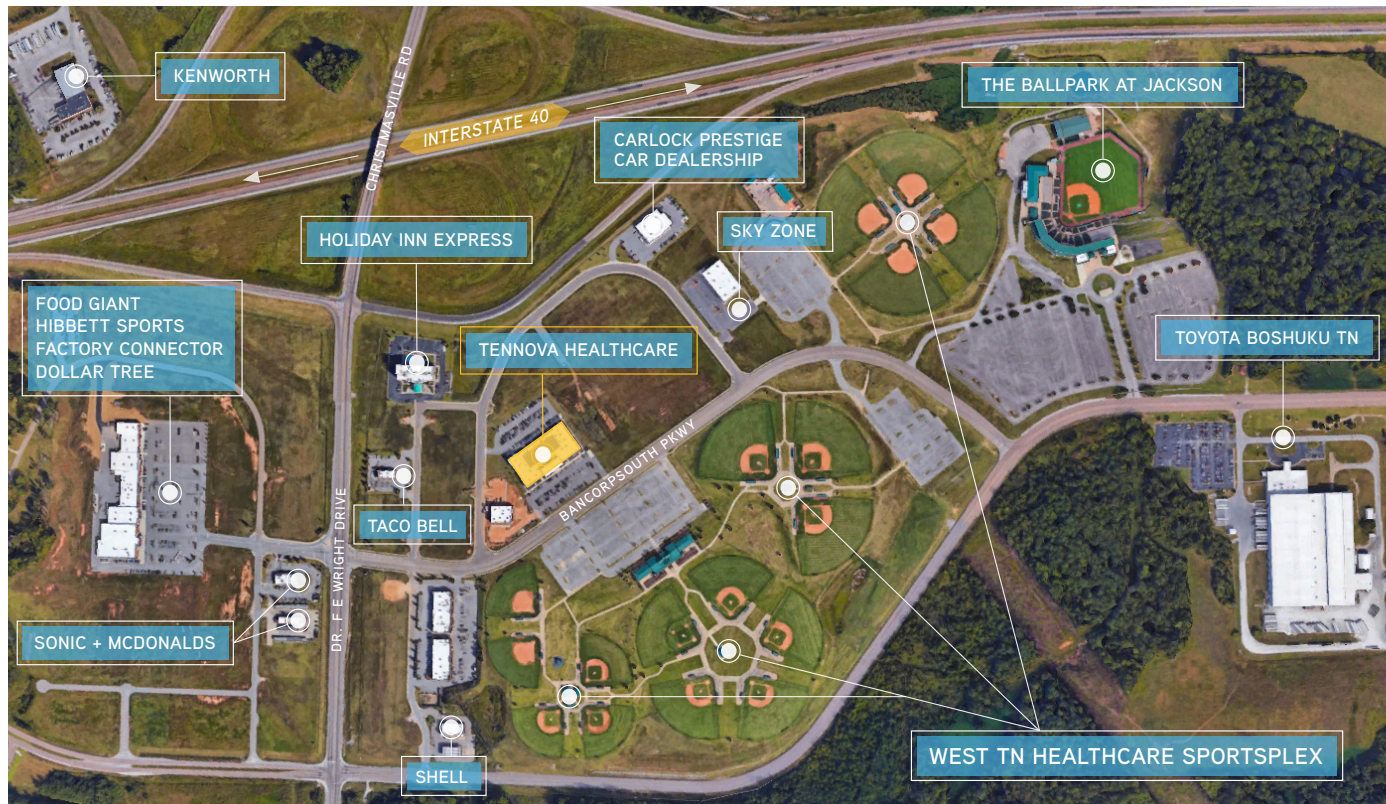 KENWORTH
CHRISTMASVILLE RD
INTERSTATE 40
THE BALLPARK AT JACKSON
CARLOCK PRESTIGE
CAR DEALERSHIP
HOLIDAY INN EXPRESS
SKY ZONE
FOOD GIANT
HIBBETT SPORTS
FACTORY CONNECTOR
DOLLAR TREE
TENNOVA HEALTHCARE
TOYOTA BOSHUKU TN
BANCORPSOUTH PKWY
TACO BELL
DR. F E WRIGHT DRIVE
SONIC + MCDONALDS
WEST TN HEALTHCARE SPORTSPLEX
SHELL